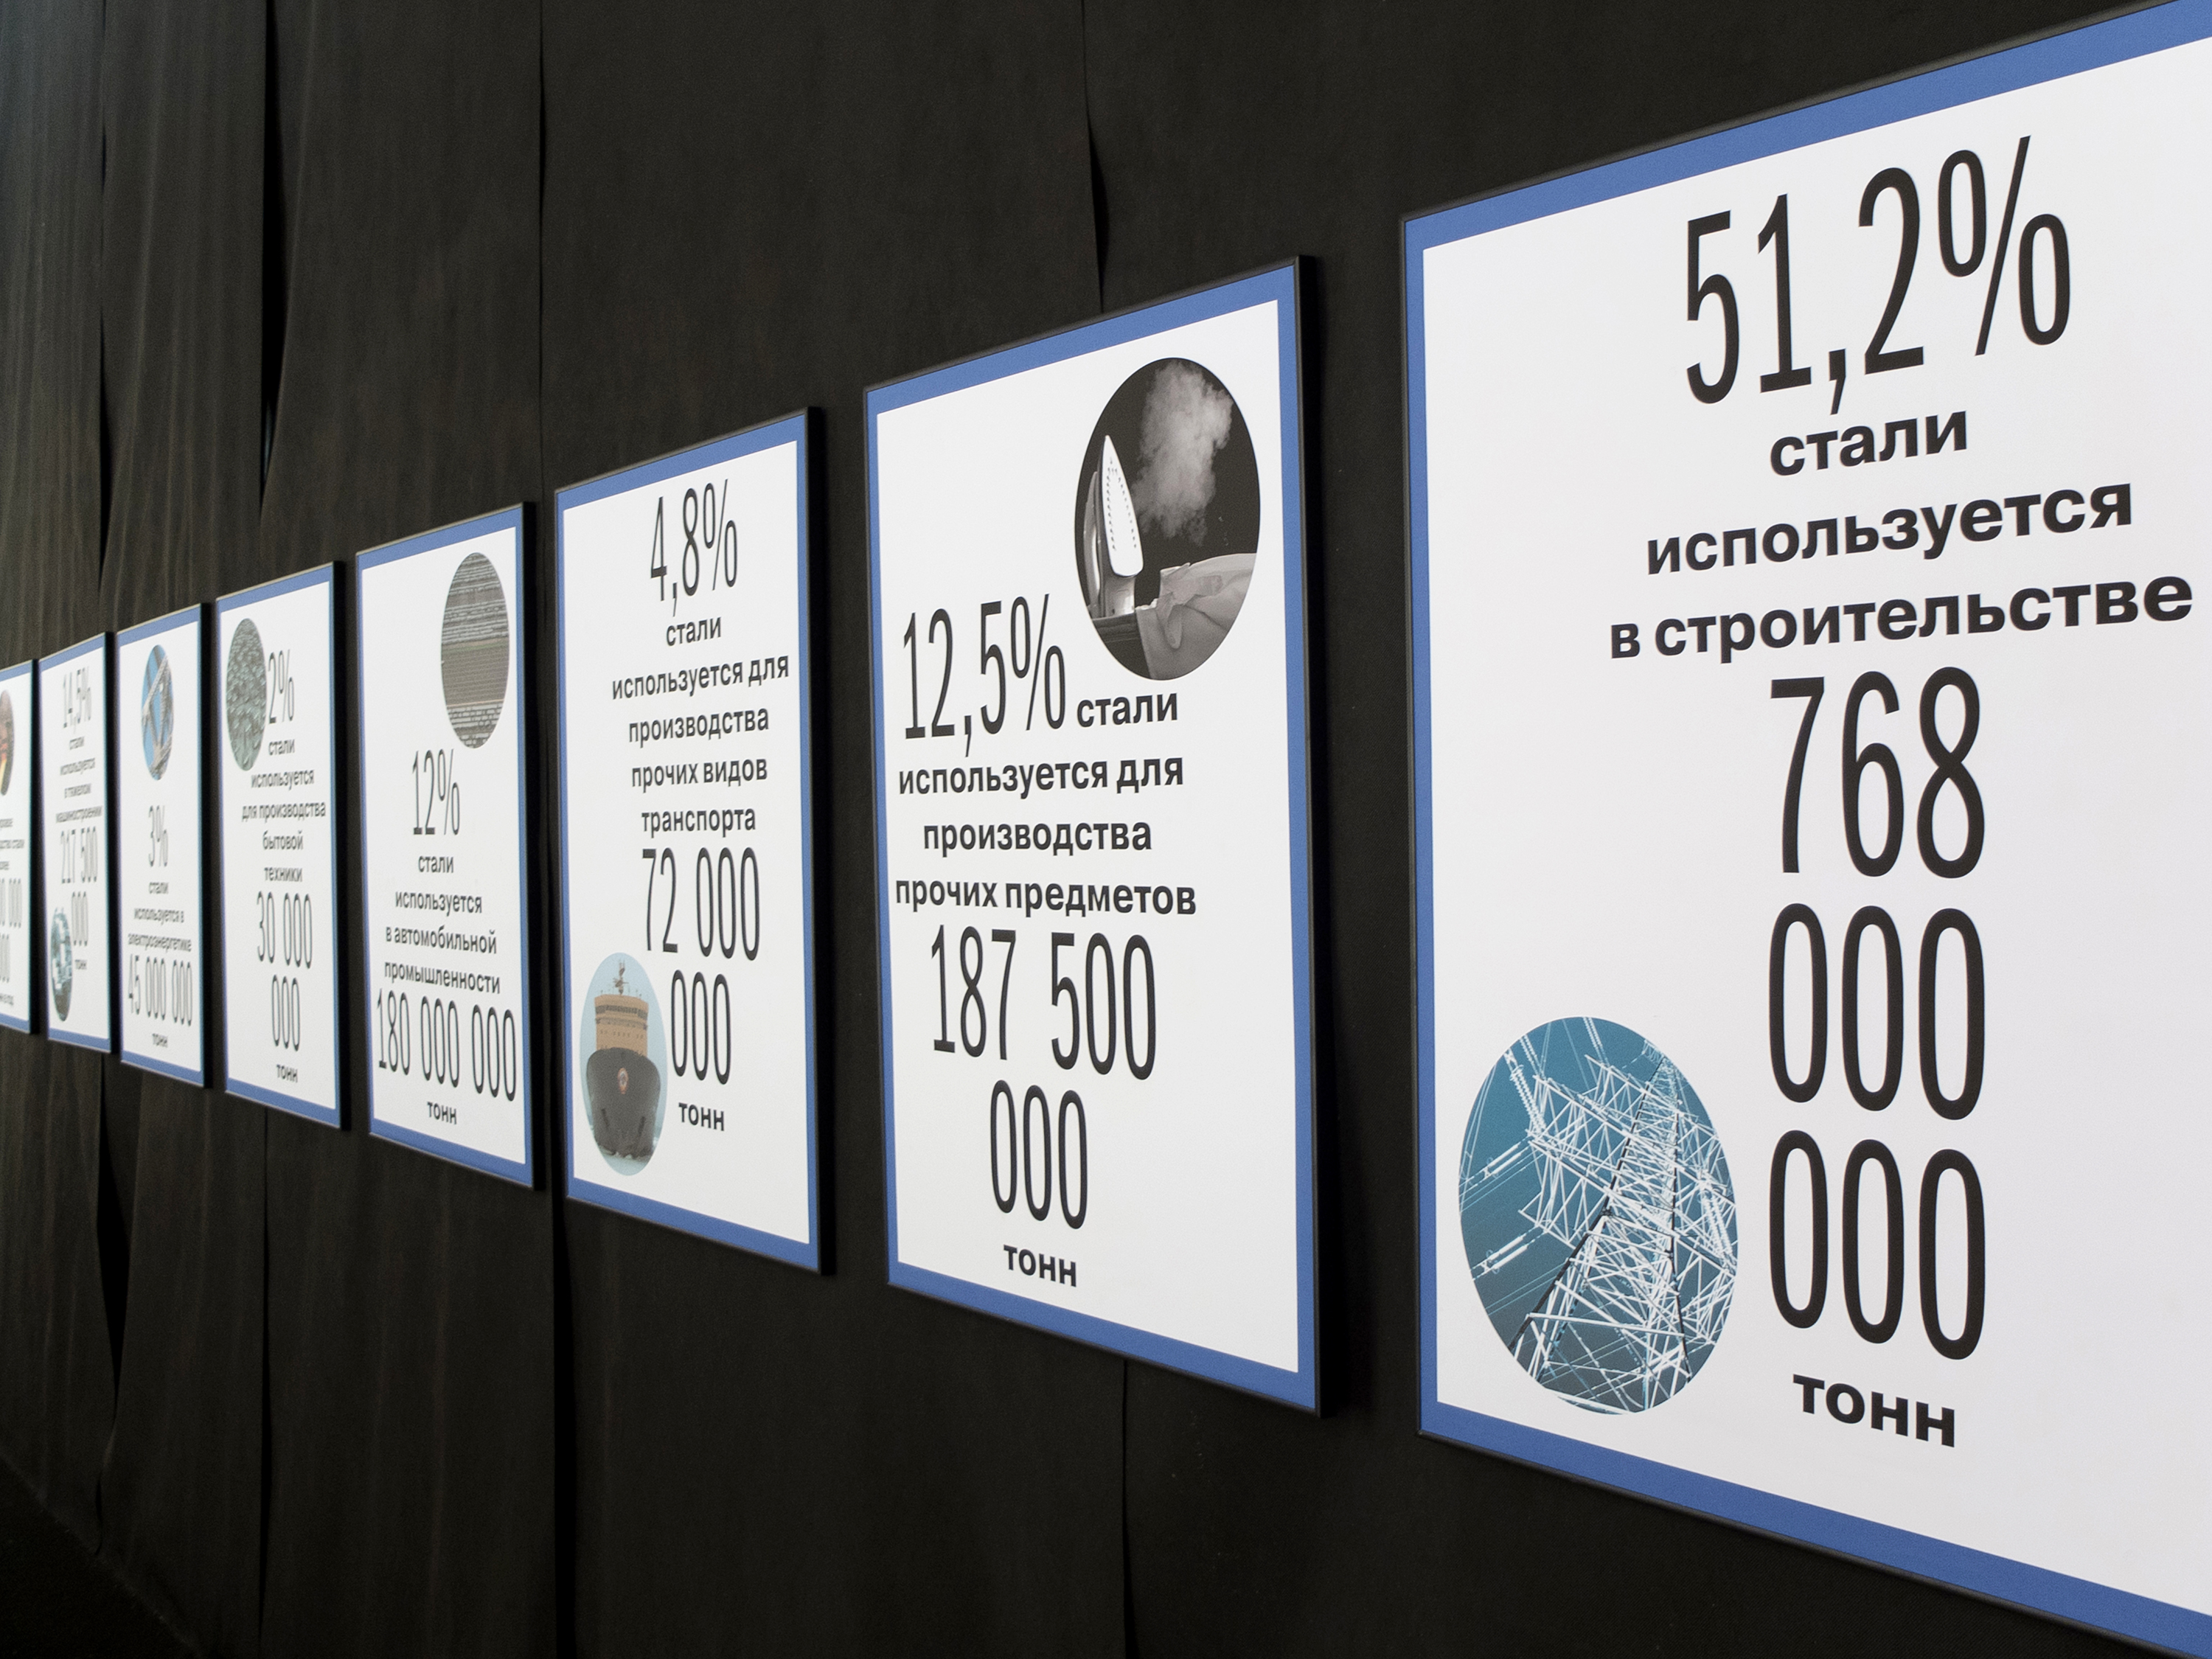 14,5%
стали
используется
в тяжелом
машиностроении
217 500
000
тонн
3%
стали
используется в
электроэнергетике
45 000 000
тонн
2%
стали
используется
для производства
бытовой
техники
30 000
000
тонн
12%
стали
используется
в автомобильной
промышленности
180 000 000
тонн
4,8%
стали
используется для
производства
прочих видов
транспорта
72 000
000
тонн
12,5% стали
используется для
производства
прочих предметов
187 500
000
тонн
51,2%
стали
используется
в строительстве
768
000
000
тонн